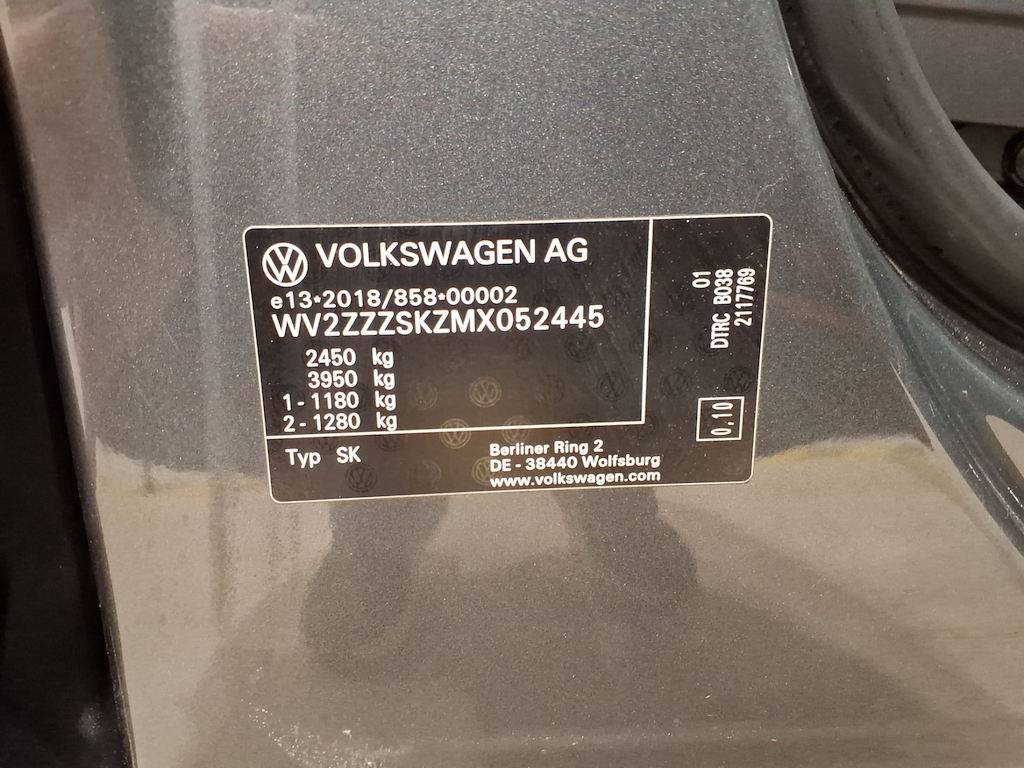 VOLKSWAGEN AG
e13*2018/858*00002
WV2ZZZSKZMX052445
2450 kg
3950 kg
1 - 1180 kg
2 - 1280 kg
Typ SK
Berliner Ring 2
DE - 38440 Wolfsburg
www.volkswagen.com
01
DTRC B038
2117769
0,10